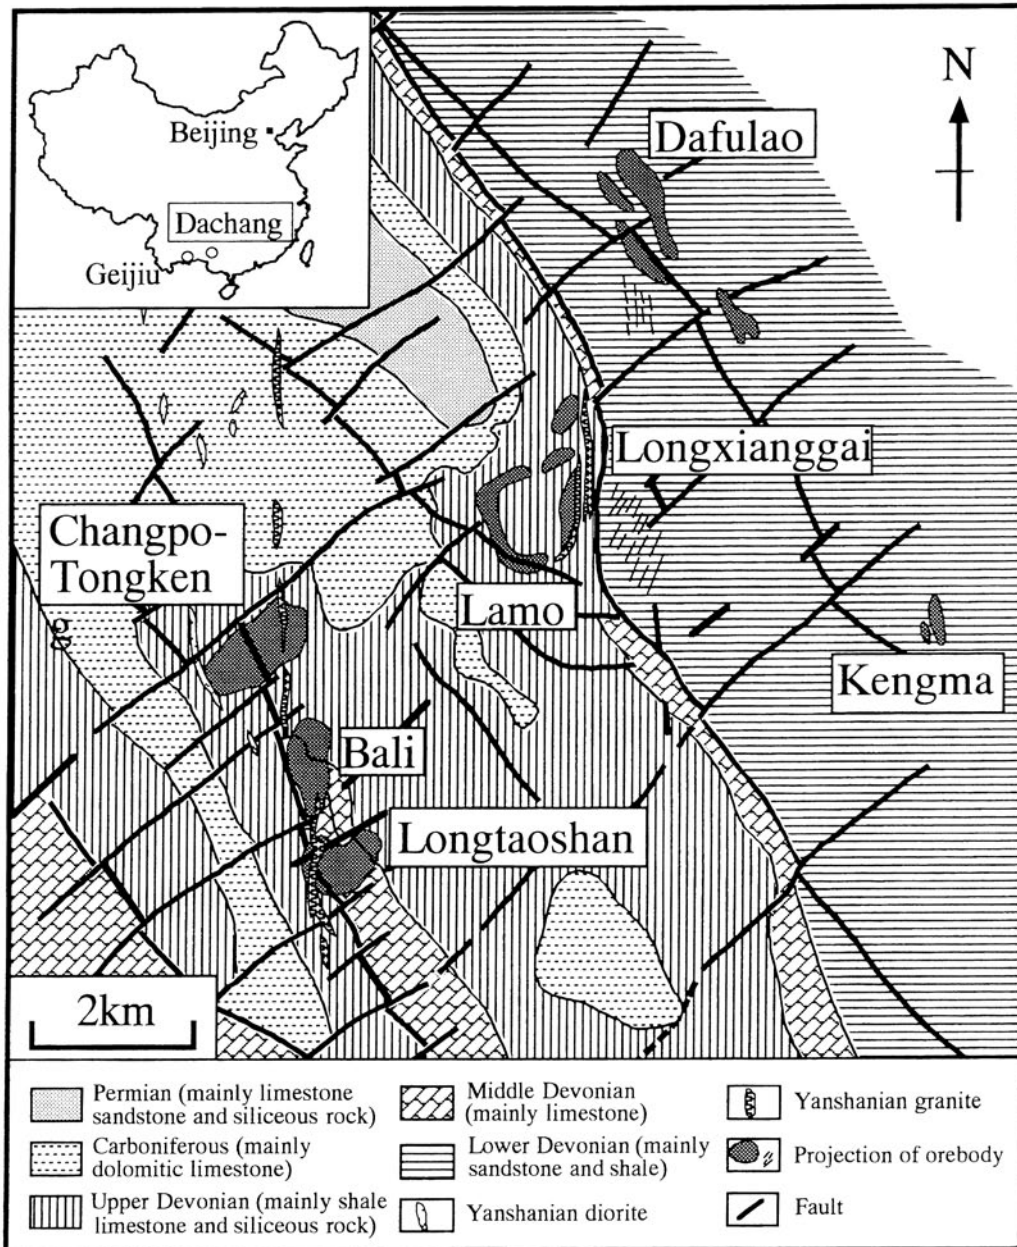 N
Beijing
Dachang
Geijiu
Dafulao
Longxianggai
Changpo-
Tongken
Lamo
Kengma
Bali
Longtaoshan
2km
Permian (mainly limestone
sandstone and siliceous rock)
Carboniferous (mainly
dolomitic limestone)
Upper Devonian (mainly shale
limestone and siliceous rock)
Middle Devonian
(mainly limestone)
Lower Devonian (mainly
sandstone and shale)
Yanshanian diorite
Yanshanian granite
Projection of orebody
Fault